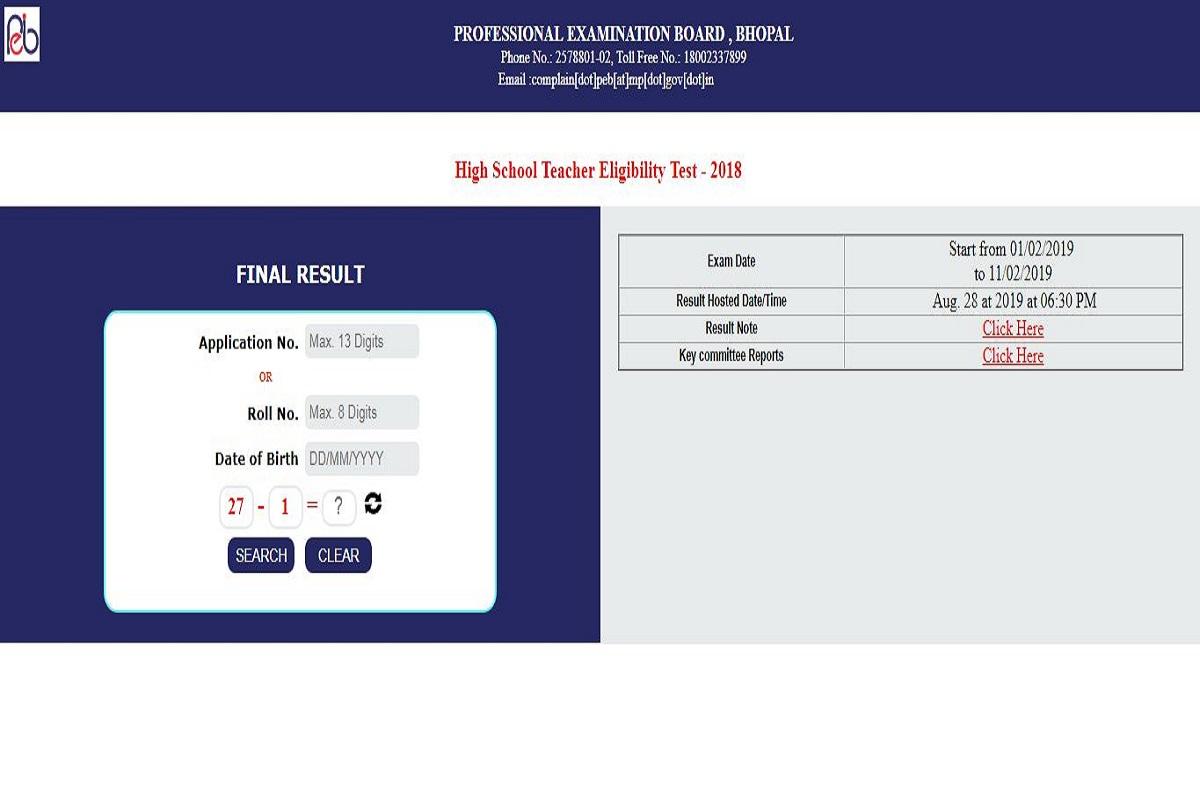 Peb
PROFESSIONAL EXAMINATION BOARD , BHOPAL
Phone No.: 2578801-02, Toll Free No.: 18002337899
Email :complain[dot]peb[at]mp[dot]gov[dot]in
High School Teacher Eligibility Test - 2018
FINAL RESULT
Application No. Max. 13 Digits
OR
Roll No. Max. 8 Digits
Date of Birth DD/MM/YYYY
27 - 1 = ?
SEARCH CLEAR
Exam Date Start from 01/02/2019
to 11/02/2019
Result Hosted Date/Time Aug. 28 at 2019 at 06:30 PM
Result Note Click Here
Key committee Reports Click Here